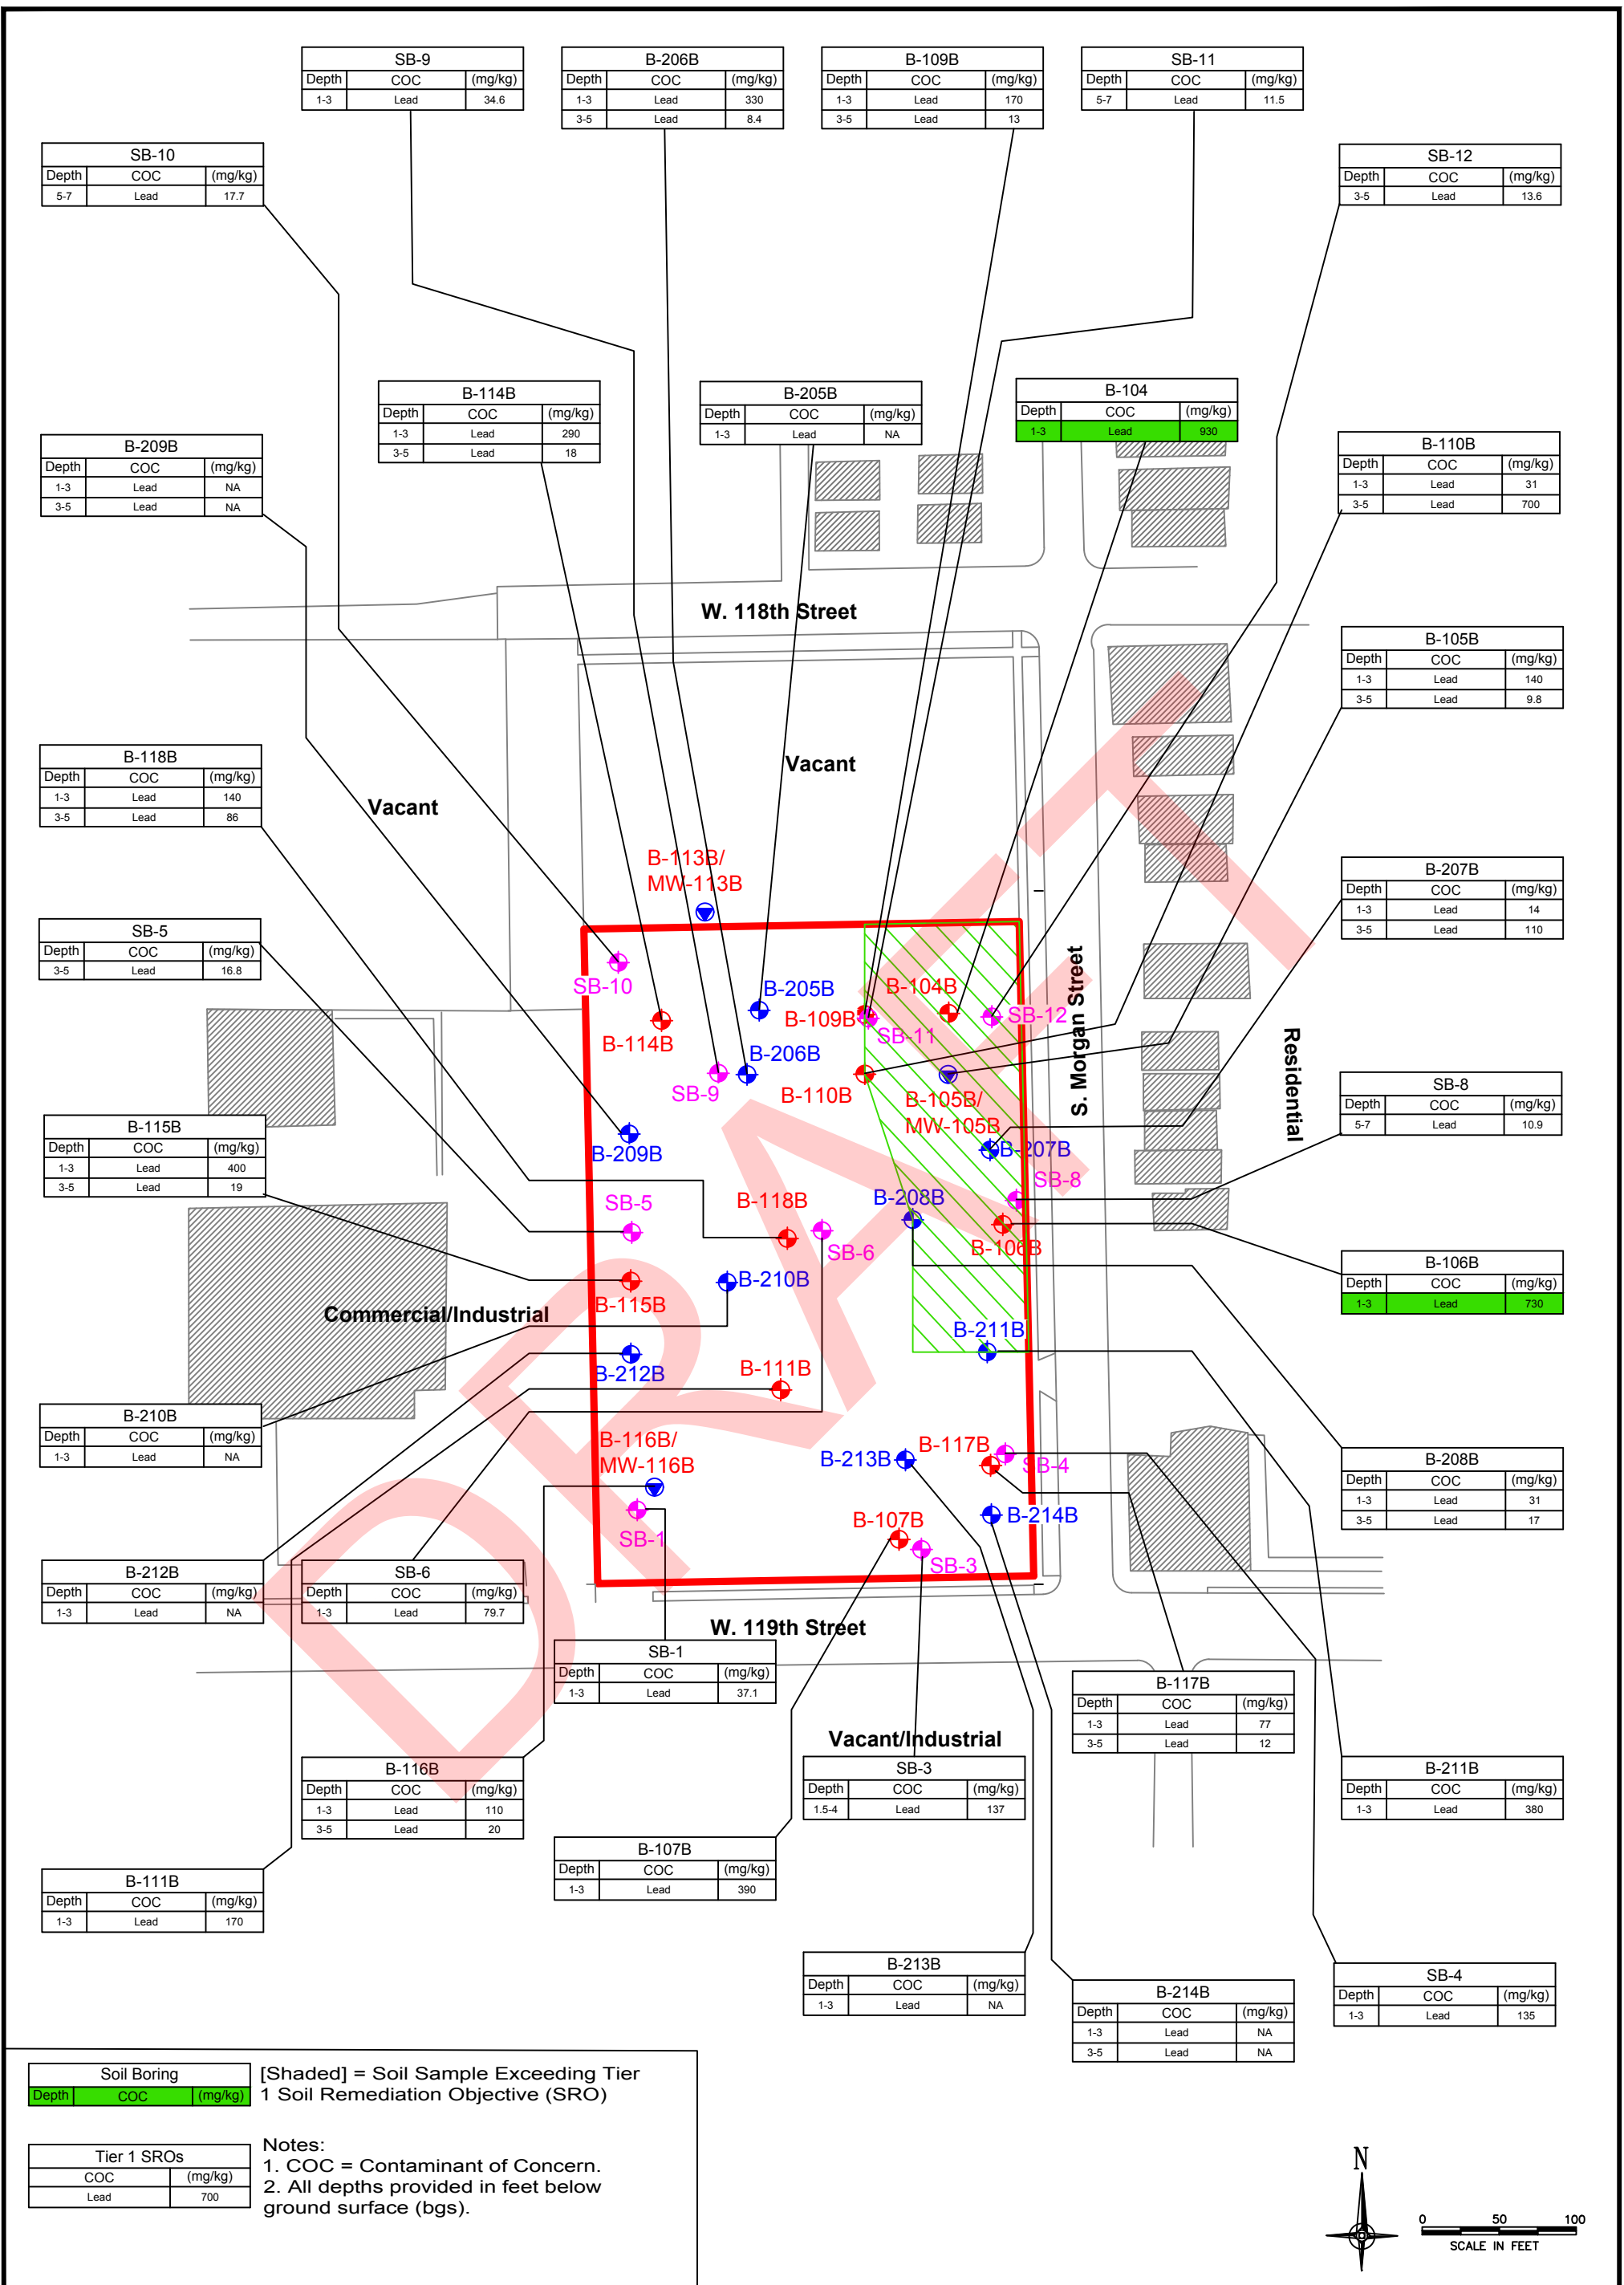 SB-9
Depth COC (mg/kg)
1-3 Lead 34.6
B-206B
Depth COC (mg/kg)
1-3 Lead 330
3-5 Lead 8.4
B-109B
Depth COC (mg/kg)
1-3 Lead 170
3-5 Lead 13
SB-11
Depth COC (mg/kg)
5-7 Lead 11.5
SB-10
Depth COC (mg/kg)
5-7 Lead 17.7
SB-12
Depth COC (mg/kg)
3-5 Lead 13.6
B-114B
Depth COC (mg/kg)
1-3 Lead 290
3-5 Lead 18
B-205B
Depth COC (mg/kg)
1-3 Lead NA
B-104
Depth COC (mg/kg)
1-3 Lead 930
B-209B
Depth COC (mg/kg)
1-3 Lead NA
3-5 Lead NA
B-110B
Depth COC (mg/kg)
1-3 Lead 31
3-5 Lead 700
W. 118th Street
B-105B
Depth COC (mg/kg)
1-3 Lead 140
3-5 Lead 9.8
B-118B
Depth COC (mg/kg)
1-3 Lead 140
3-5 Lead 86
Vacant
Vacant
B-113B/
MW-113B
B-207B
Depth COC (mg/kg)
1-3 Lead 14
3-5 Lead 110
SB-5
Depth COC (mg/kg)
3-5 Lead 16.8
SB-10
B-205B
B-104B
B-109B
SB-11
SB-12
B-114B
B-206B
SB-9
B-110B
B-105B/
MW-105B
S. Morgan Street
Residential
SB-8
Depth COC (mg/kg)
5-7 Lead 10.9
B-115B
Depth COC (mg/kg)
1-3 Lead 400
3-5 Lead 19
B-209B
B-207B
SB-8
SB-5
B-118B
B-208B
SB-6
B-106B
B-210B
B-115B
Commercial/Industrial
B-106B
Depth COC (mg/kg)
1-3 Lead 730
B-211B
B-212B
B-111B
B-210B
Depth COC (mg/kg)
1-3 Lead NA
B-116B/
MW-116B
B-213B
B-117B
SB-4
B-208B
Depth COC (mg/kg)
1-3 Lead 31
3-5 Lead 17
SB-1
B-107B
B-214B
SB-3
B-212B
Depth COC (mg/kg)
1-3 Lead NA
SB-6
Depth COC (mg/kg)
1-3 Lead 79.7
W. 119th Street
SB-1
Depth COC (mg/kg)
1-3 Lead 37.1
B-117B
Depth COC (mg/kg)
1-3 Lead 77
3-5 Lead 12
Vacant/Industrial
B-116B
Depth COC (mg/kg)
1-3 Lead 110
3-5 Lead 20
SB-3
Depth COC (mg/kg)
1.5-4 Lead 137
B-211B
Depth COC (mg/kg)
1-3 Lead 380
B-107B
Depth COC (mg/kg)
1-3 Lead 390
B-111B
Depth COC (mg/kg)
1-3 Lead 170
B-213B
Depth COC (mg/kg)
1-3 Lead NA
B-214B
Depth COC (mg/kg)
1-3 Lead NA
3-5 Lead NA
SB-4
Depth COC (mg/kg)
1-3 Lead 135
DRAFT
Soil Boring
Depth COC (mg/kg)
[Shaded] = Soil Sample Exceeding Tier
1 Soil Remediation Objective (SRO)
Tier 1 SROs
COC (mg/kg)
Lead 700
Notes:
1. COC = Contaminant of Concern.
2. All depths provided in feet below
ground surface (bgs).
N
0 50 100
SCALE IN FEET